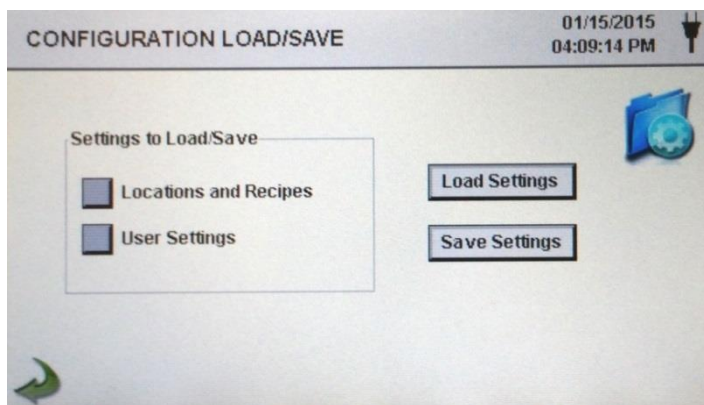 CONFIGURATION LOAD/SAVE
01/15/2015
04:09:14 PM
Settings to Load/Save
Locations and Recipes
User Settings
Load Settings
Save Settings